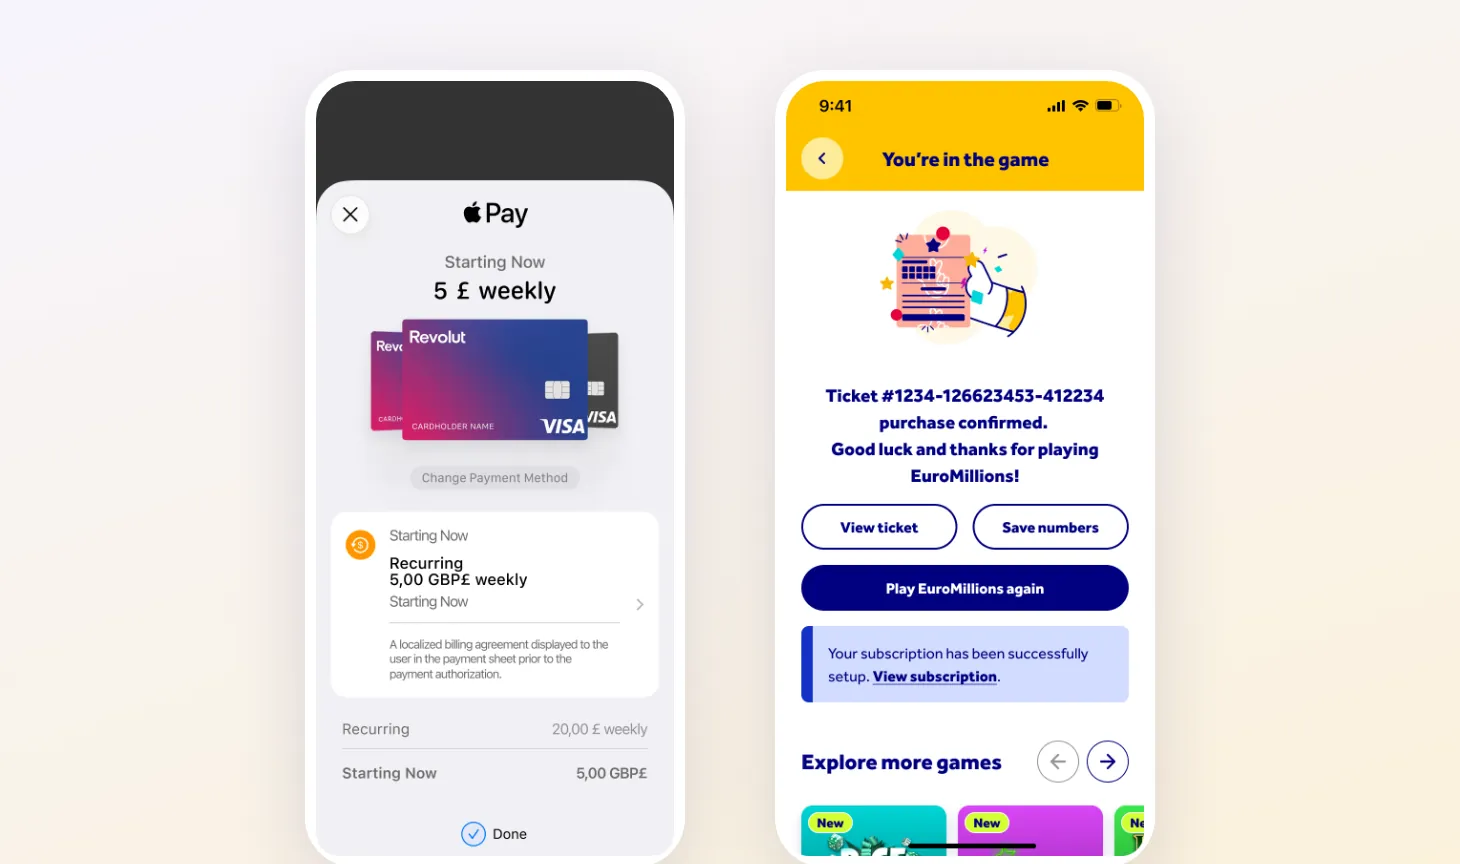 Pay
Starting Now
5 £ weekly
Revolut
CARDHOLDER NAME
VISA
VISA
Change Payment Method
Starting Now
Recurring
5,00 GBP£ weekly
Starting Now
A localized billing agreement displayed to the
user in the payment sheet prior to the
payment authorization.
Recurring 20,00 £ weekly
Starting Now 5,00 GBP£
Done
9:41
You're in the game
Ticket #1234-126623453-412234
purchase confirmed.
Good luck and thanks for playing
EuroMillions!
View ticket Save numbers
Play EuroMillions again
Your subscription has been successfully
setup. View subscription.
Explore more games
New New